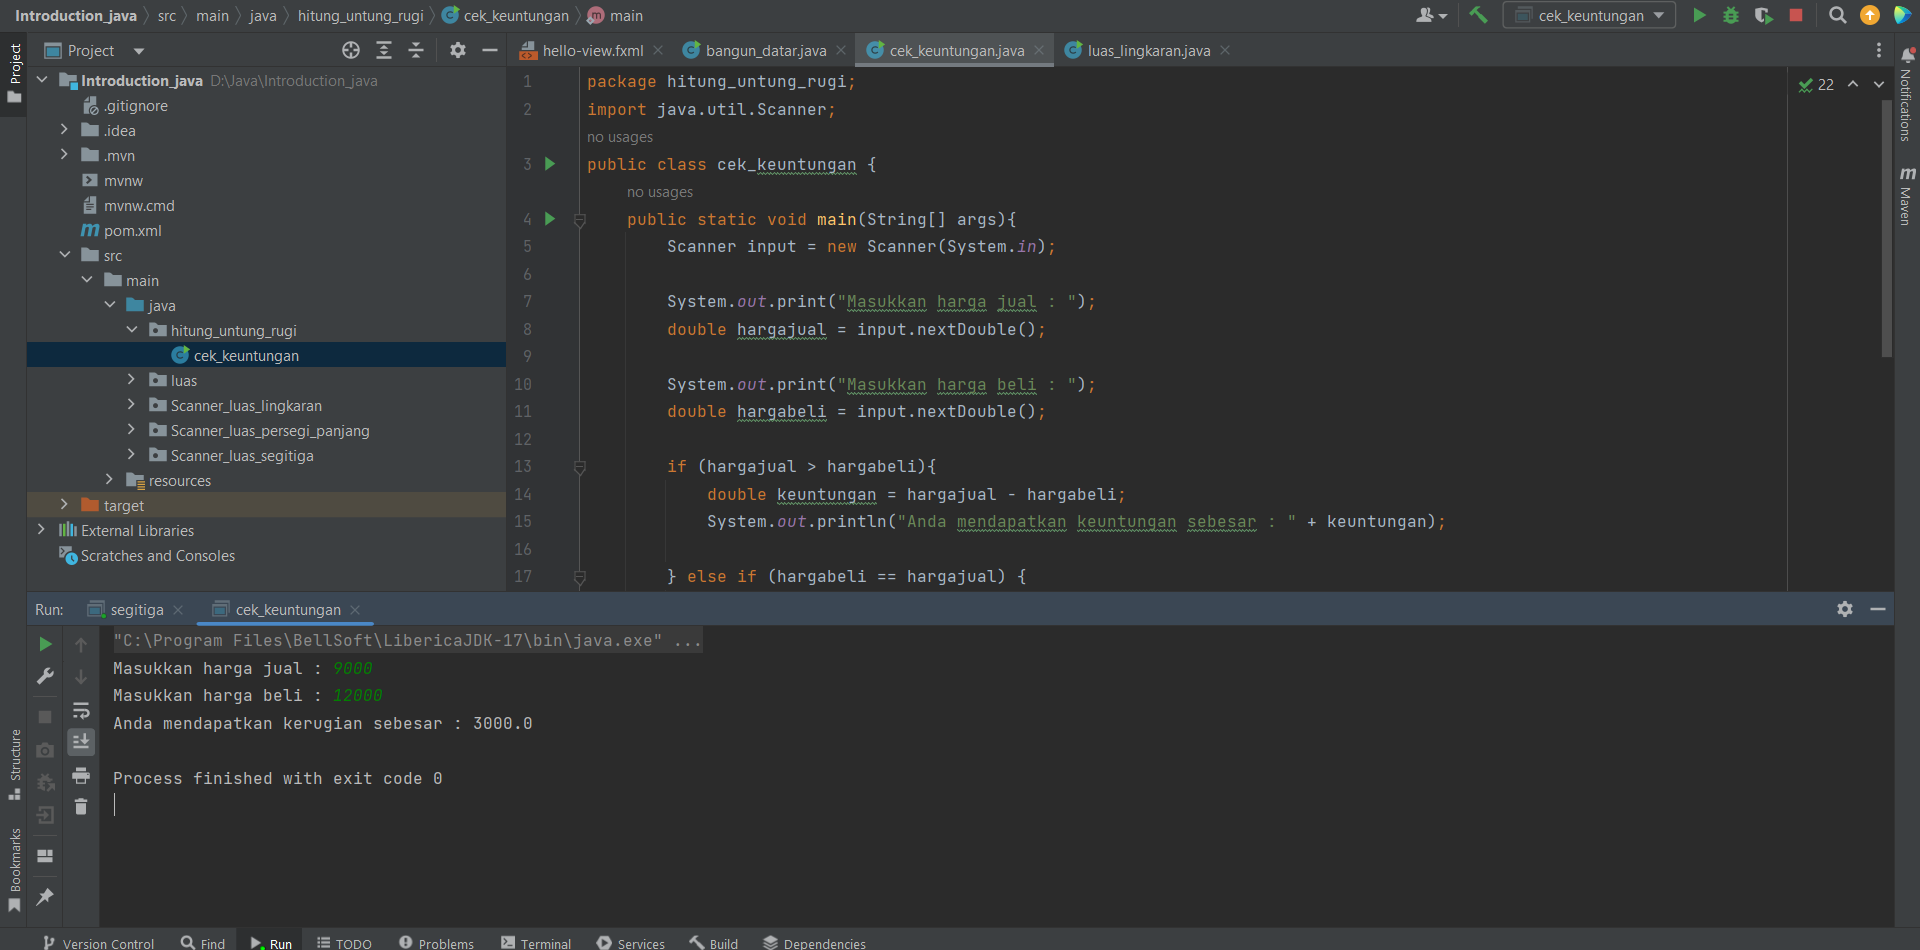 Introduction_java src main java hitung_untung_rugi cek_keuntungan main
cek_keuntungan
Project
hello-view.fxml bangun_datar.java cek_keuntungan.java luas_lingkaran.java
Project
Notifications
Maven
Structure
Bookmarks
Introduction_java D:\Java\Introduction_java
.gitignore
.idea
.mvn
mvnw
mvnw.cmd
pom.xml
src
main
java
hitung_untung_rugi
cek_keuntungan
luas
Scanner_luas_lingkaran
Scanner_luas_persegi_panjang
Scanner_luas_segitiga
resources
target
External Libraries
Scratches and Consoles
22
1 package hitung_untung_rugi;
2 import java.util.Scanner;
no usages
3 public class cek_keuntungan {
no usages
4 public static void main(String[] args){
5 Scanner input = new Scanner(System.in);
6
7 System.out.print("Masukkan harga jual : ");
8 double hargajual = input.nextDouble();
9
10 System.out.print("Masukkan harga beli : ");
11 double hargabeli = input.nextDouble();
12
13 if (hargajual > hargabeli){
14 double keuntungan = hargajual - hargabeli;
15 System.out.println("Anda mendapatkan keuntungan sebesar : " + keuntungan);
16
17 } else if (hargabeli == hargajual) {
Run: segitiga cek_keuntungan
"C:\Program Files\BellSoft\LibericaJDK-17\bin\java.exe" ...
Masukkan harga jual : 9000
Masukkan harga beli : 12000
Anda mendapatkan kerugian sebesar : 3000.0
Process finished with exit code 0
Version Control Find Run TODO Problems Terminal Services Build Dependencies